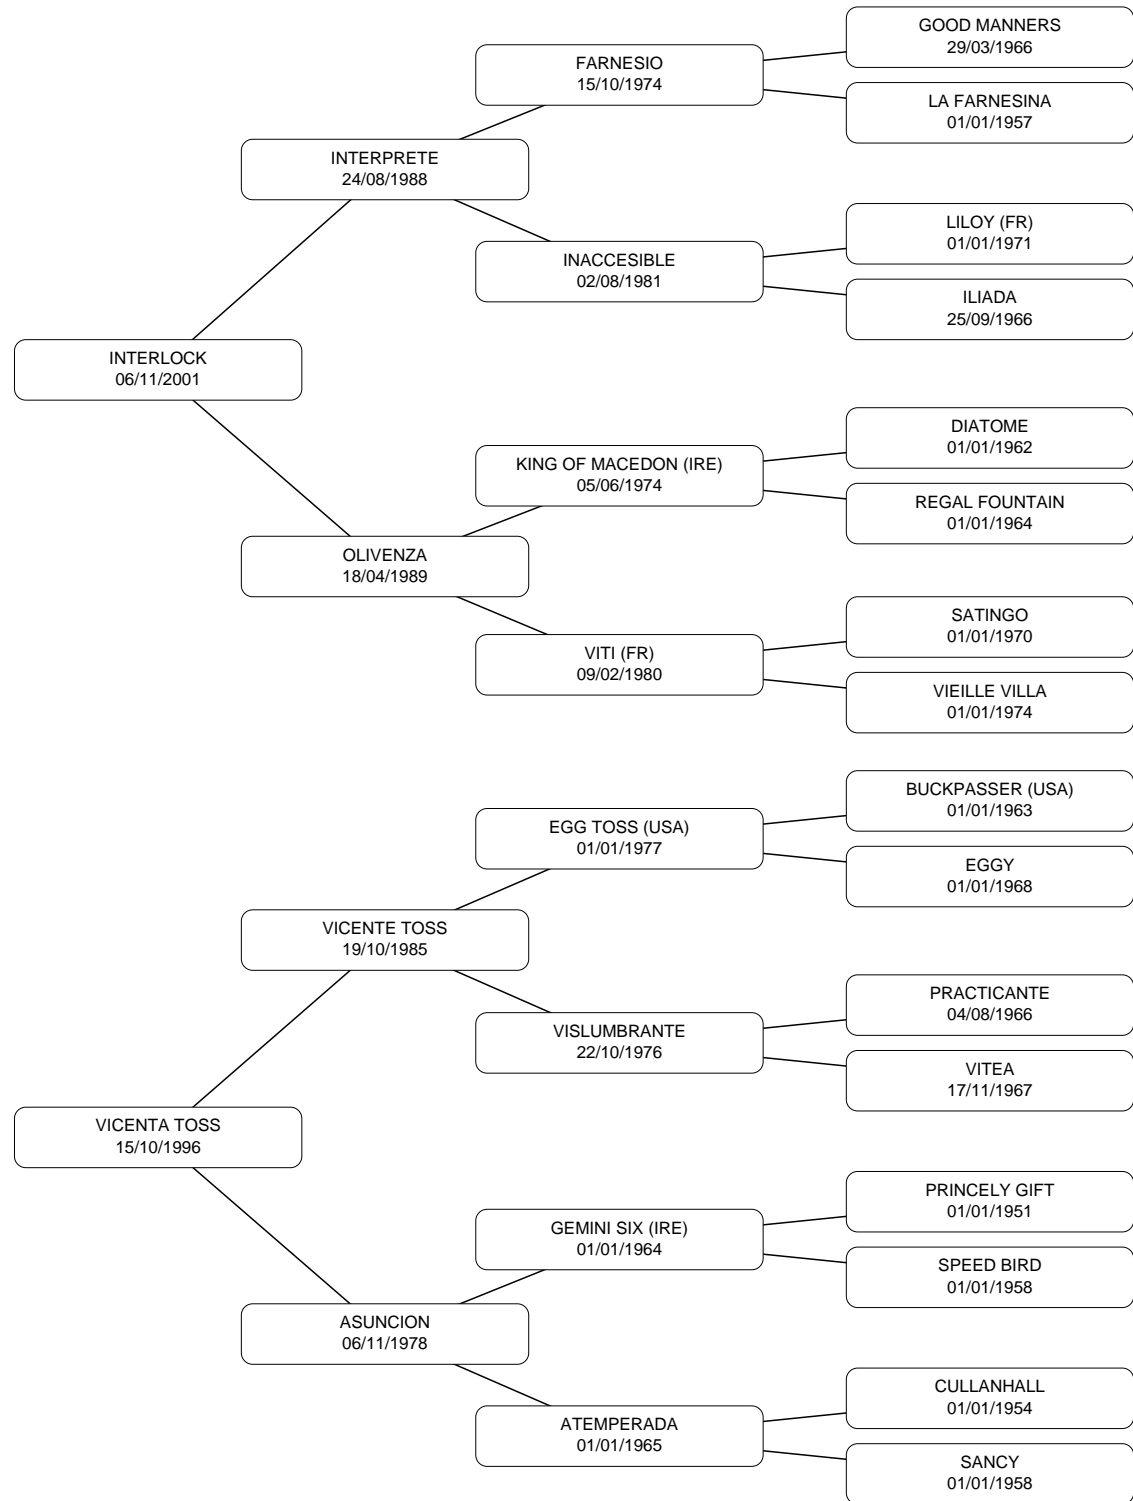 GOOD MANNERS
29/03/1966
FARNESIO
15/10/1974
LA FARNESINA
01/01/1957
INTERPRETE
24/08/1988
LILOY (FR)
01/01/1971
INACCESIBLE
02/08/1981
ILIADA
25/09/1966
INTERLOCK
06/11/2001
DIATOME
01/01/1962
KING OF MACEDON (IRE)
05/06/1974
REGAL FOUNTAIN
01/01/1964
OLIVENZA
18/04/1989
SATINGO
01/01/1970
VITI (FR)
09/02/1980
VIEILLE VILLA
01/01/1974
BUCKPASSER (USA)
01/01/1963
EGG TOSS (USA)
01/01/1977
EGGY
01/01/1968
VICENTE TOSS
19/10/1985
PRACTICANTE
04/08/1966
VISLUMBRANTE
22/10/1976
VITEA
17/11/1967
VICENTA TOSS
15/10/1996
PRINCELY GIFT
01/01/1951
GEMINI SIX (IRE)
01/01/1964
SPEED BIRD
01/01/1958
ASUNCION
06/11/1978
CULLANHALL
01/01/1954
ATEMPERADA
01/01/1965
SANCY
01/01/1958